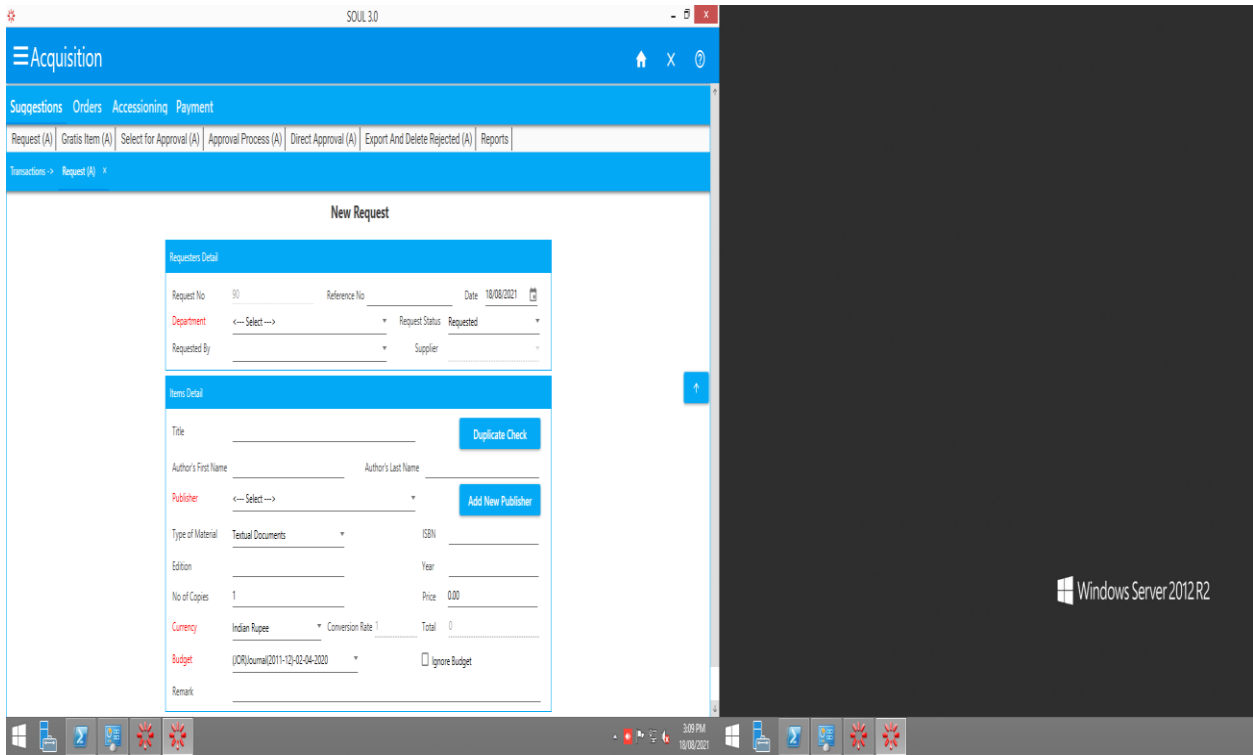 SOUL 3.0
Acquisition
Suggestions Orders Accessioning Payment
Request (A) Gratis Item (A) Select for Approval (A) Approval Process (A) Direct Approval (A) Export And Delete Rejected (A) Reports
Transactions -> Request (A) x
New Request
Requesters Detail
Request No 90 Reference No Date 18/08/2021
Department <--- Select ---> Request Status Requested
Requested By Supplier
Items Detail
Title Duplicate Check
Author's First Name Author's Last Name
Publisher <--- Select ---> Add New Publisher
Type of Material Textual Documents ISBN
Edition Year
No of Copies 1 Price 0.00
Currency Indian Rupee Conversion Rate 1 Total 0
Budget (JOR)Journal(2011-12)-02-04-2020 Ignore Budget
Remark
Windows Server 2012 R2
3:09 PM
18/08/2021